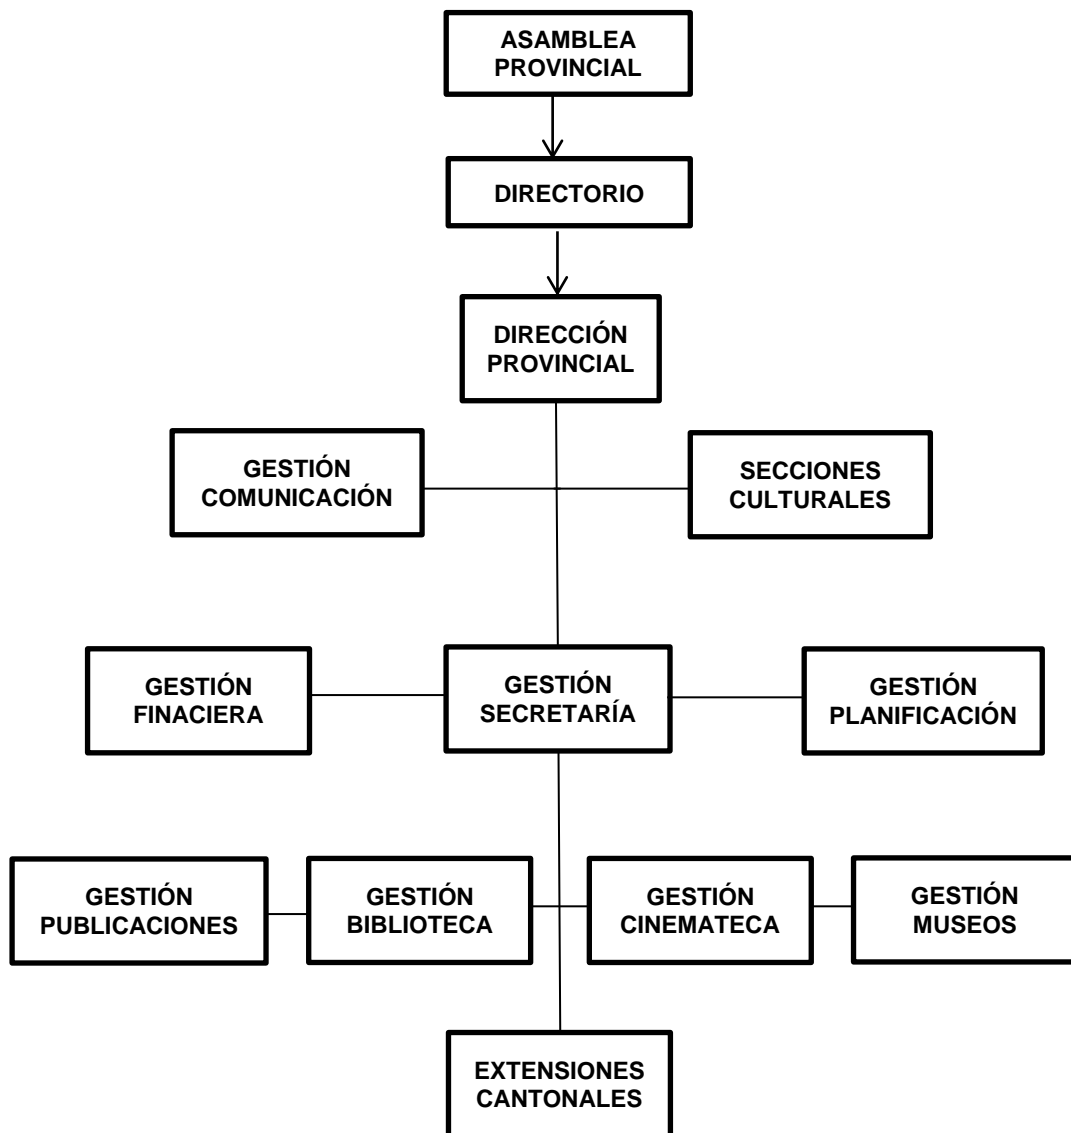 ASAMBLEA
PROVINCIAL
DIRECTORIO
DIRECCIÓN
PROVINCIAL
GESTIÓN
COMUNICACIÓN
SECCIONES
CULTURALES
GESTIÓN
FINACIERA
GESTIÓN
SECRETARÍA
GESTIÓN
PLANIFICACIÓN
GESTIÓN
PUBLICACIONES
GESTIÓN
BIBLIOTECA
GESTIÓN
CINEMATECA
GESTIÓN
MUSEOS
EXTENSIONES
CANTONALES